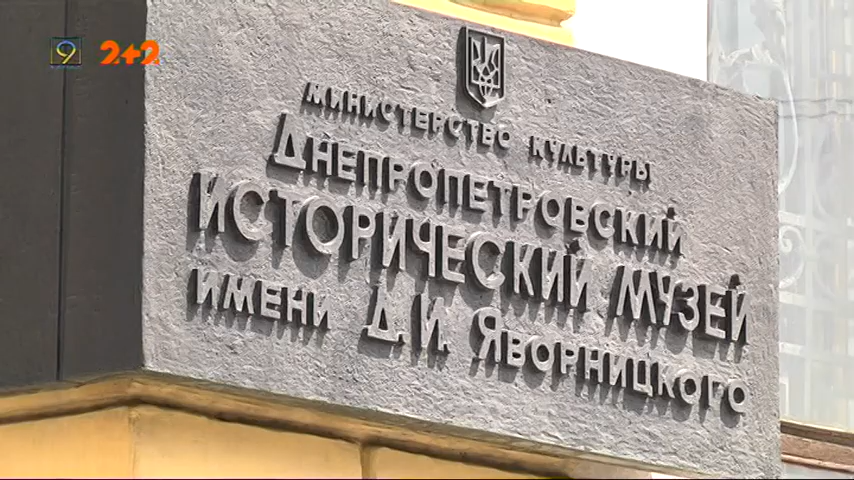 9 2+2
МИНИСТЕРСТВО КУЛЬТУРЫ
ДНЕПРОПЕТРОВСКИЙ
ИСТОРИЧЕСКИЙ МУЗЕЙ
ИМЕНИ Д.И. ЯВОРНИЦКОГО